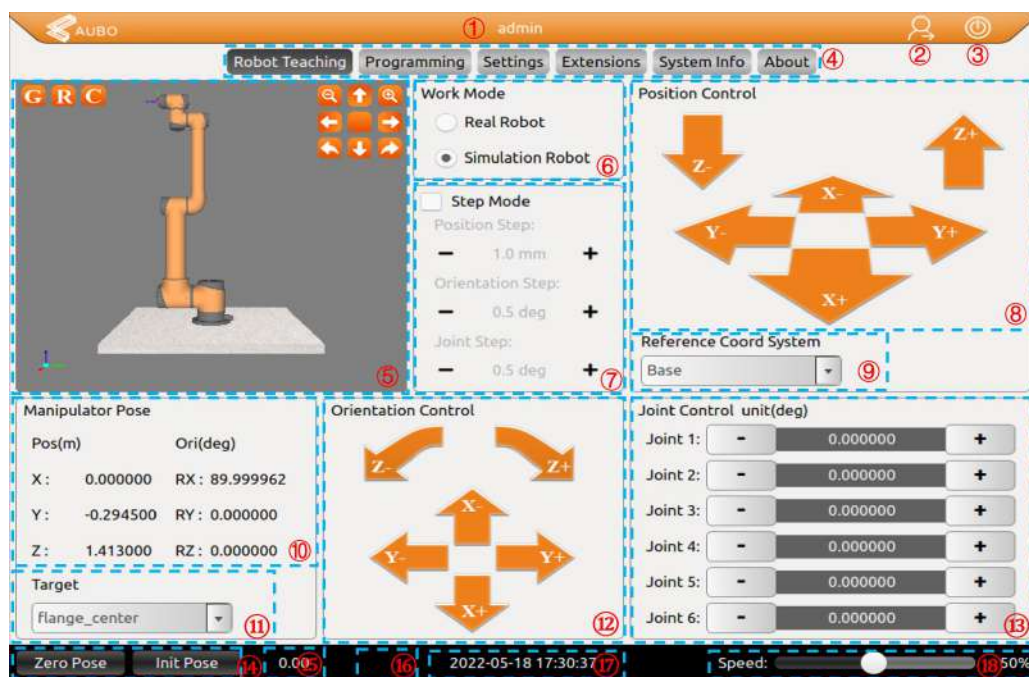 AUBO
① admin
② ③
Robot Teaching Programming Settings Extensions System Info About ④
G R C
⑤
Work Mode
Real Robot
Simulation Robot
⑥
Step Mode
Position Step:
− 1.0 mm +
Orientation Step:
− 0.5 deg +
Joint Step:
− 0.5 deg +
⑦
Position Control
Z- Z+
X-
Y- Y+
X+
⑧
Reference Coord System
Base
⑨
Manipulator Pose
Pos(m) Ori(deg)
X: 0.000000 RX: 89.999962
Y: -0.294500 RY: 0.000000
Z: 1.413000 RZ: 0.000000 ⑩
Target
flange_center
⑪
Orientation Control
Z- Z+
X-
Y- Y+
X+
⑫
Joint Control unit(deg)
Joint 1: - 0.000000 +
Joint 2: - 0.000000 +
Joint 3: - 0.000000 +
Joint 4: - 0.000000 +
Joint 5: - 0.000000 +
Joint 6: - 0.000000 +
⑬
Zero Pose Init Pose ⑭ 0.00 ⑮ ⑯ 2022-05-18 17:30:37 ⑰ Speed: ⑱ 50%